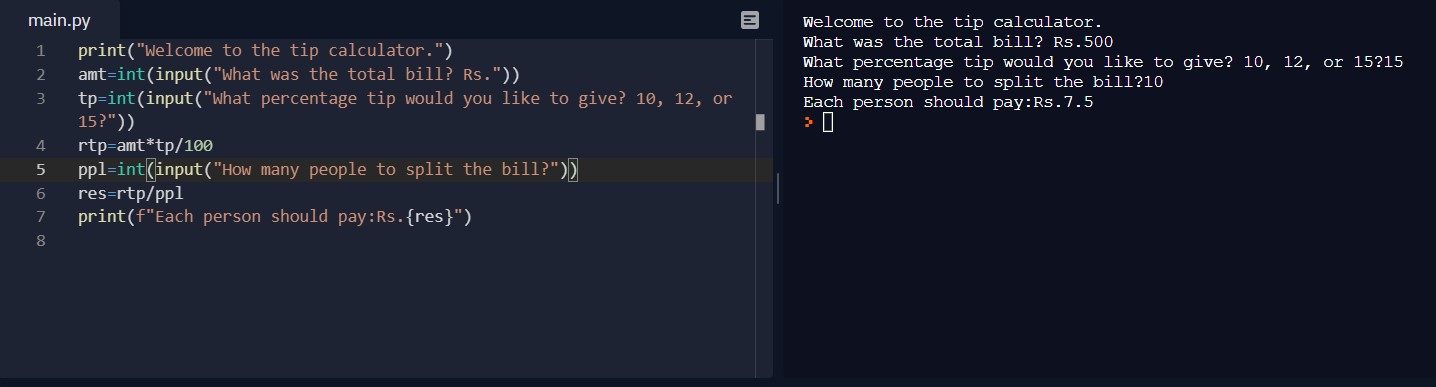 main.py
1 print("Welcome to the tip calculator.")
2 amt=int(input("What was the total bill? Rs."))
3 tp=int(input("What percentage tip would you like to give? 10, 12, or
15?"))
4 rtp=amt*tp/100
5 ppl=int(input("How many people to split the bill?"))
6 res=rtp/ppl
7 print(f"Each person should pay:Rs.{res}")
8
Welcome to the tip calculator.
What was the total bill? Rs.500
What percentage tip would you like to give? 10, 12, or 15?15
How many people to split the bill?10
Each person should pay:Rs.7.5
>